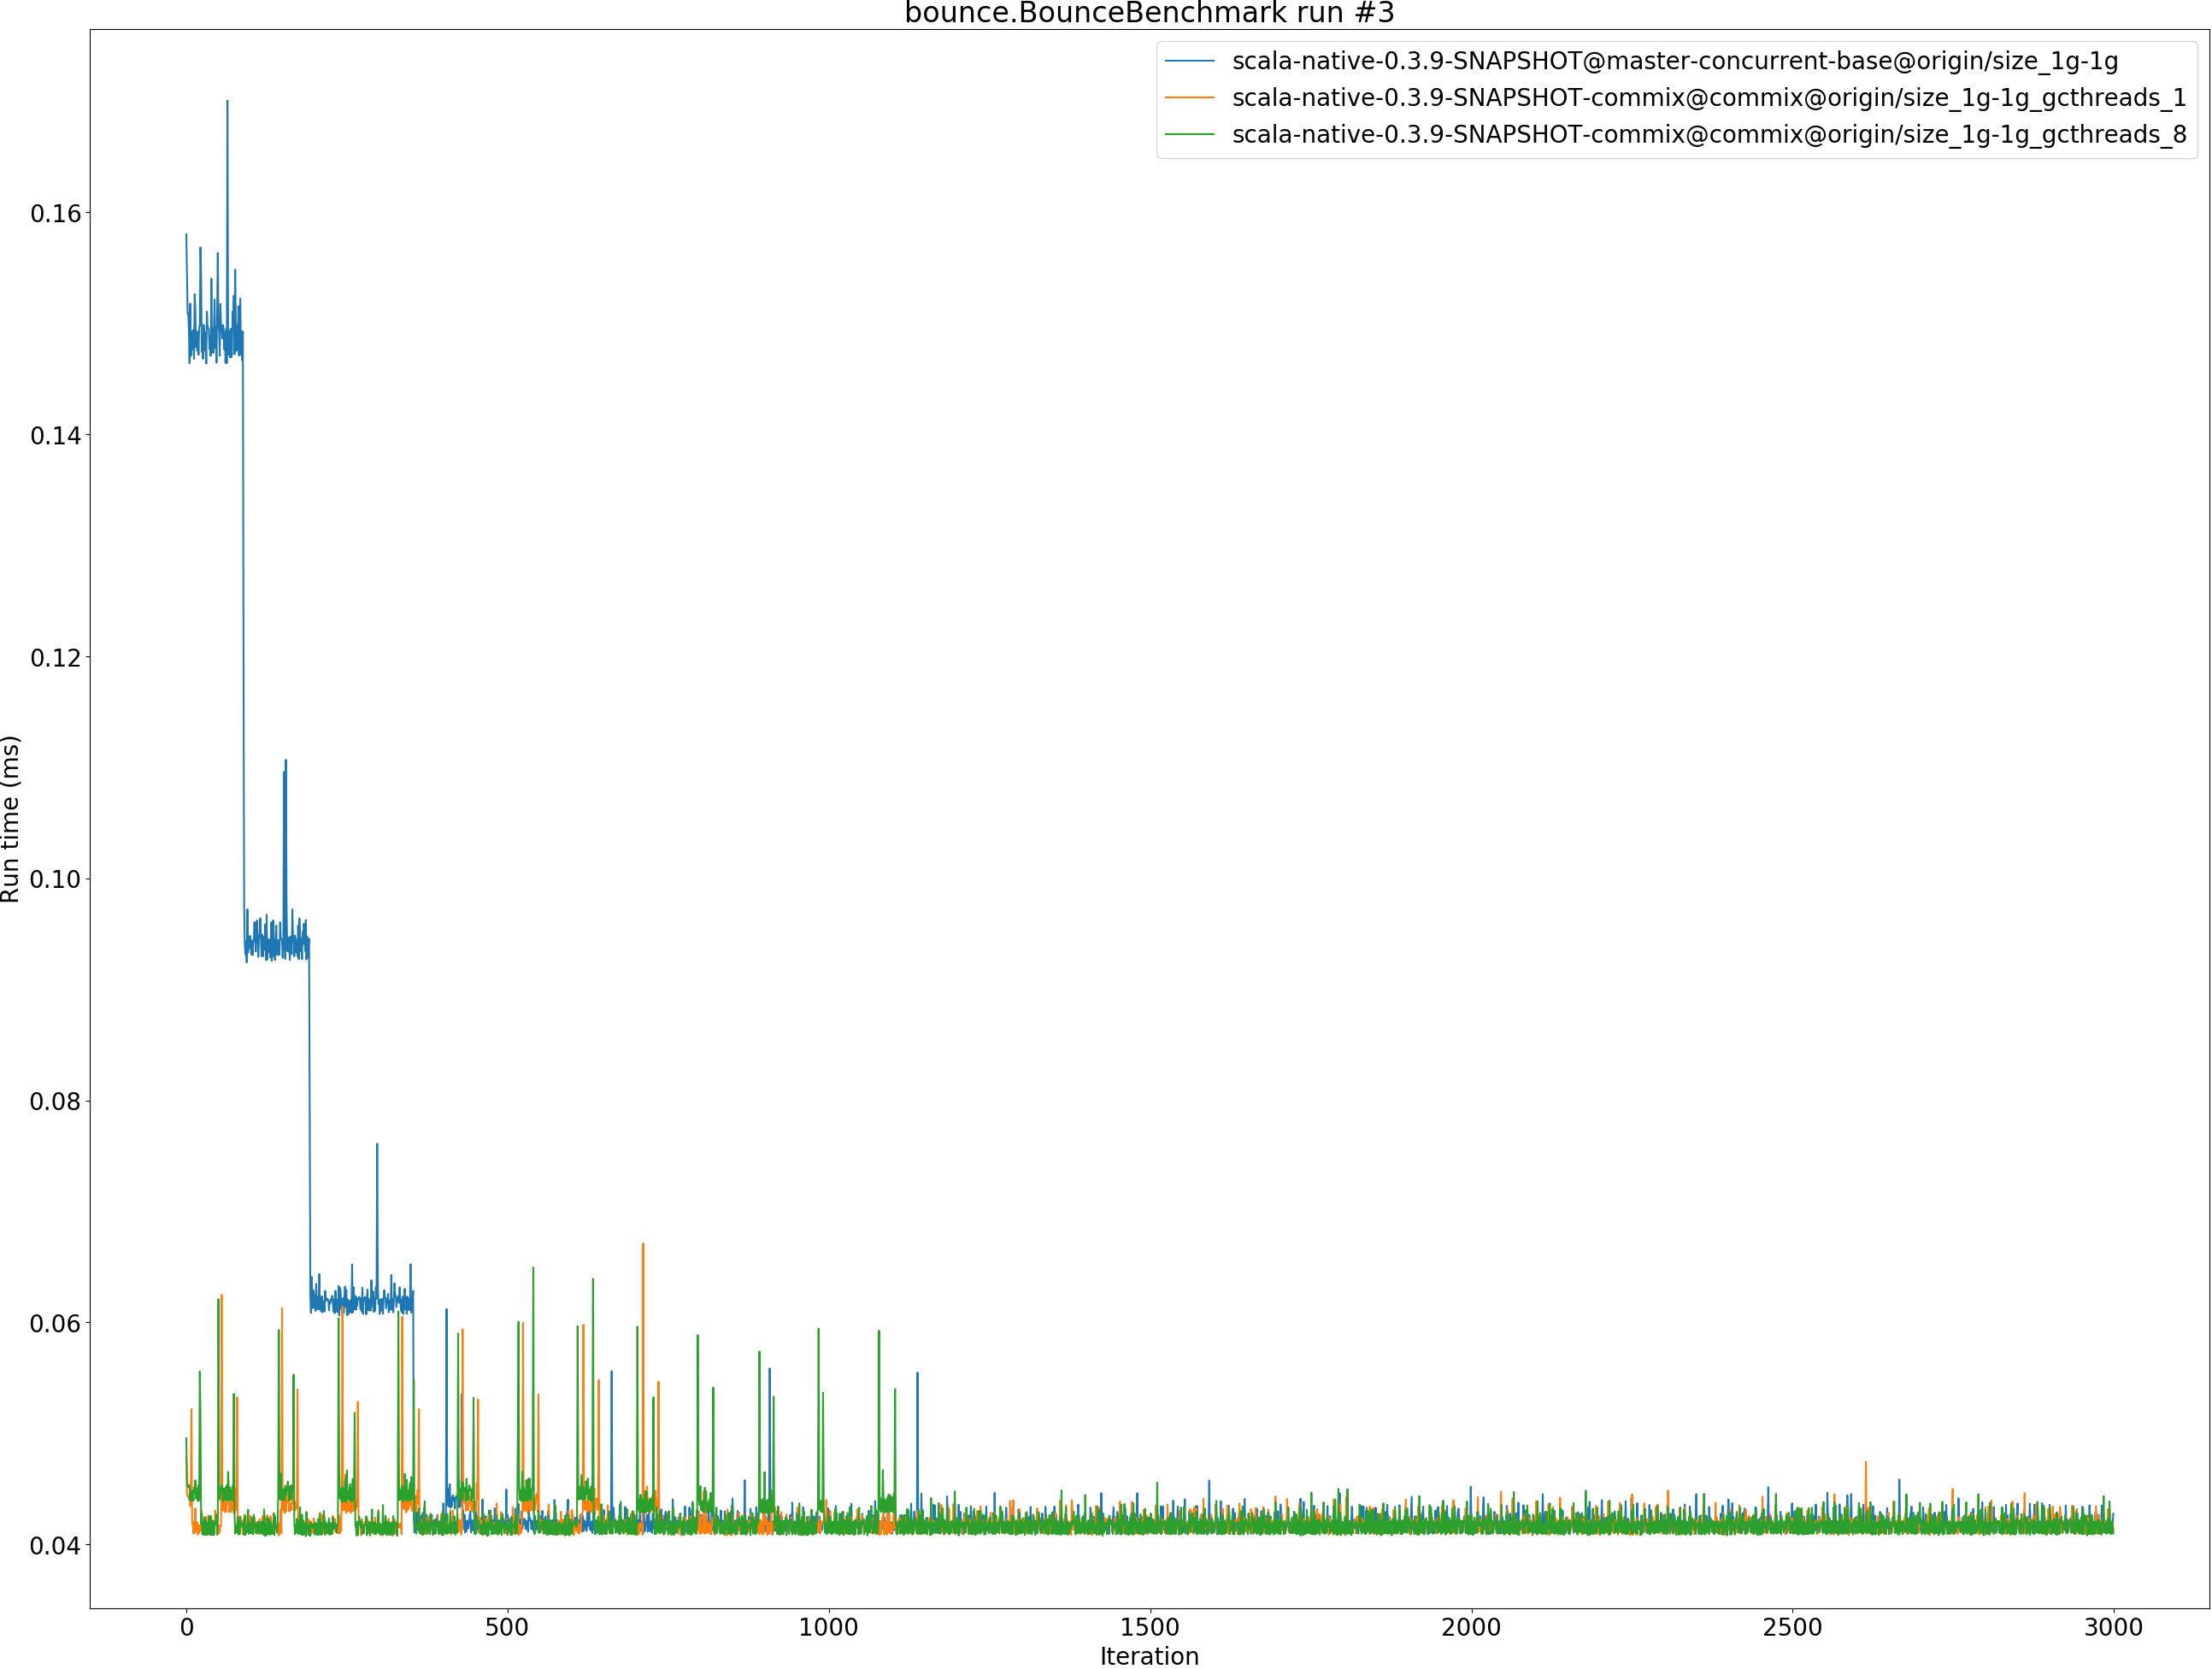 bounce.BounceBenchmark run #3
scala-native-0.3.9-SNAPSHOT@master-concurrent-base@origin/size_1g-1g
scala-native-0.3.9-SNAPSHOT-commix@commix@origin/size_1g-1g_gcthreads_1
scala-native-0.3.9-SNAPSHOT-commix@commix@origin/size_1g-1g_gcthreads_8
Run time (ms)
0.16
0.14
0.12
0.10
0.08
0.06
0.04
0 500 1000 1500 2000 2500 3000
Iteration